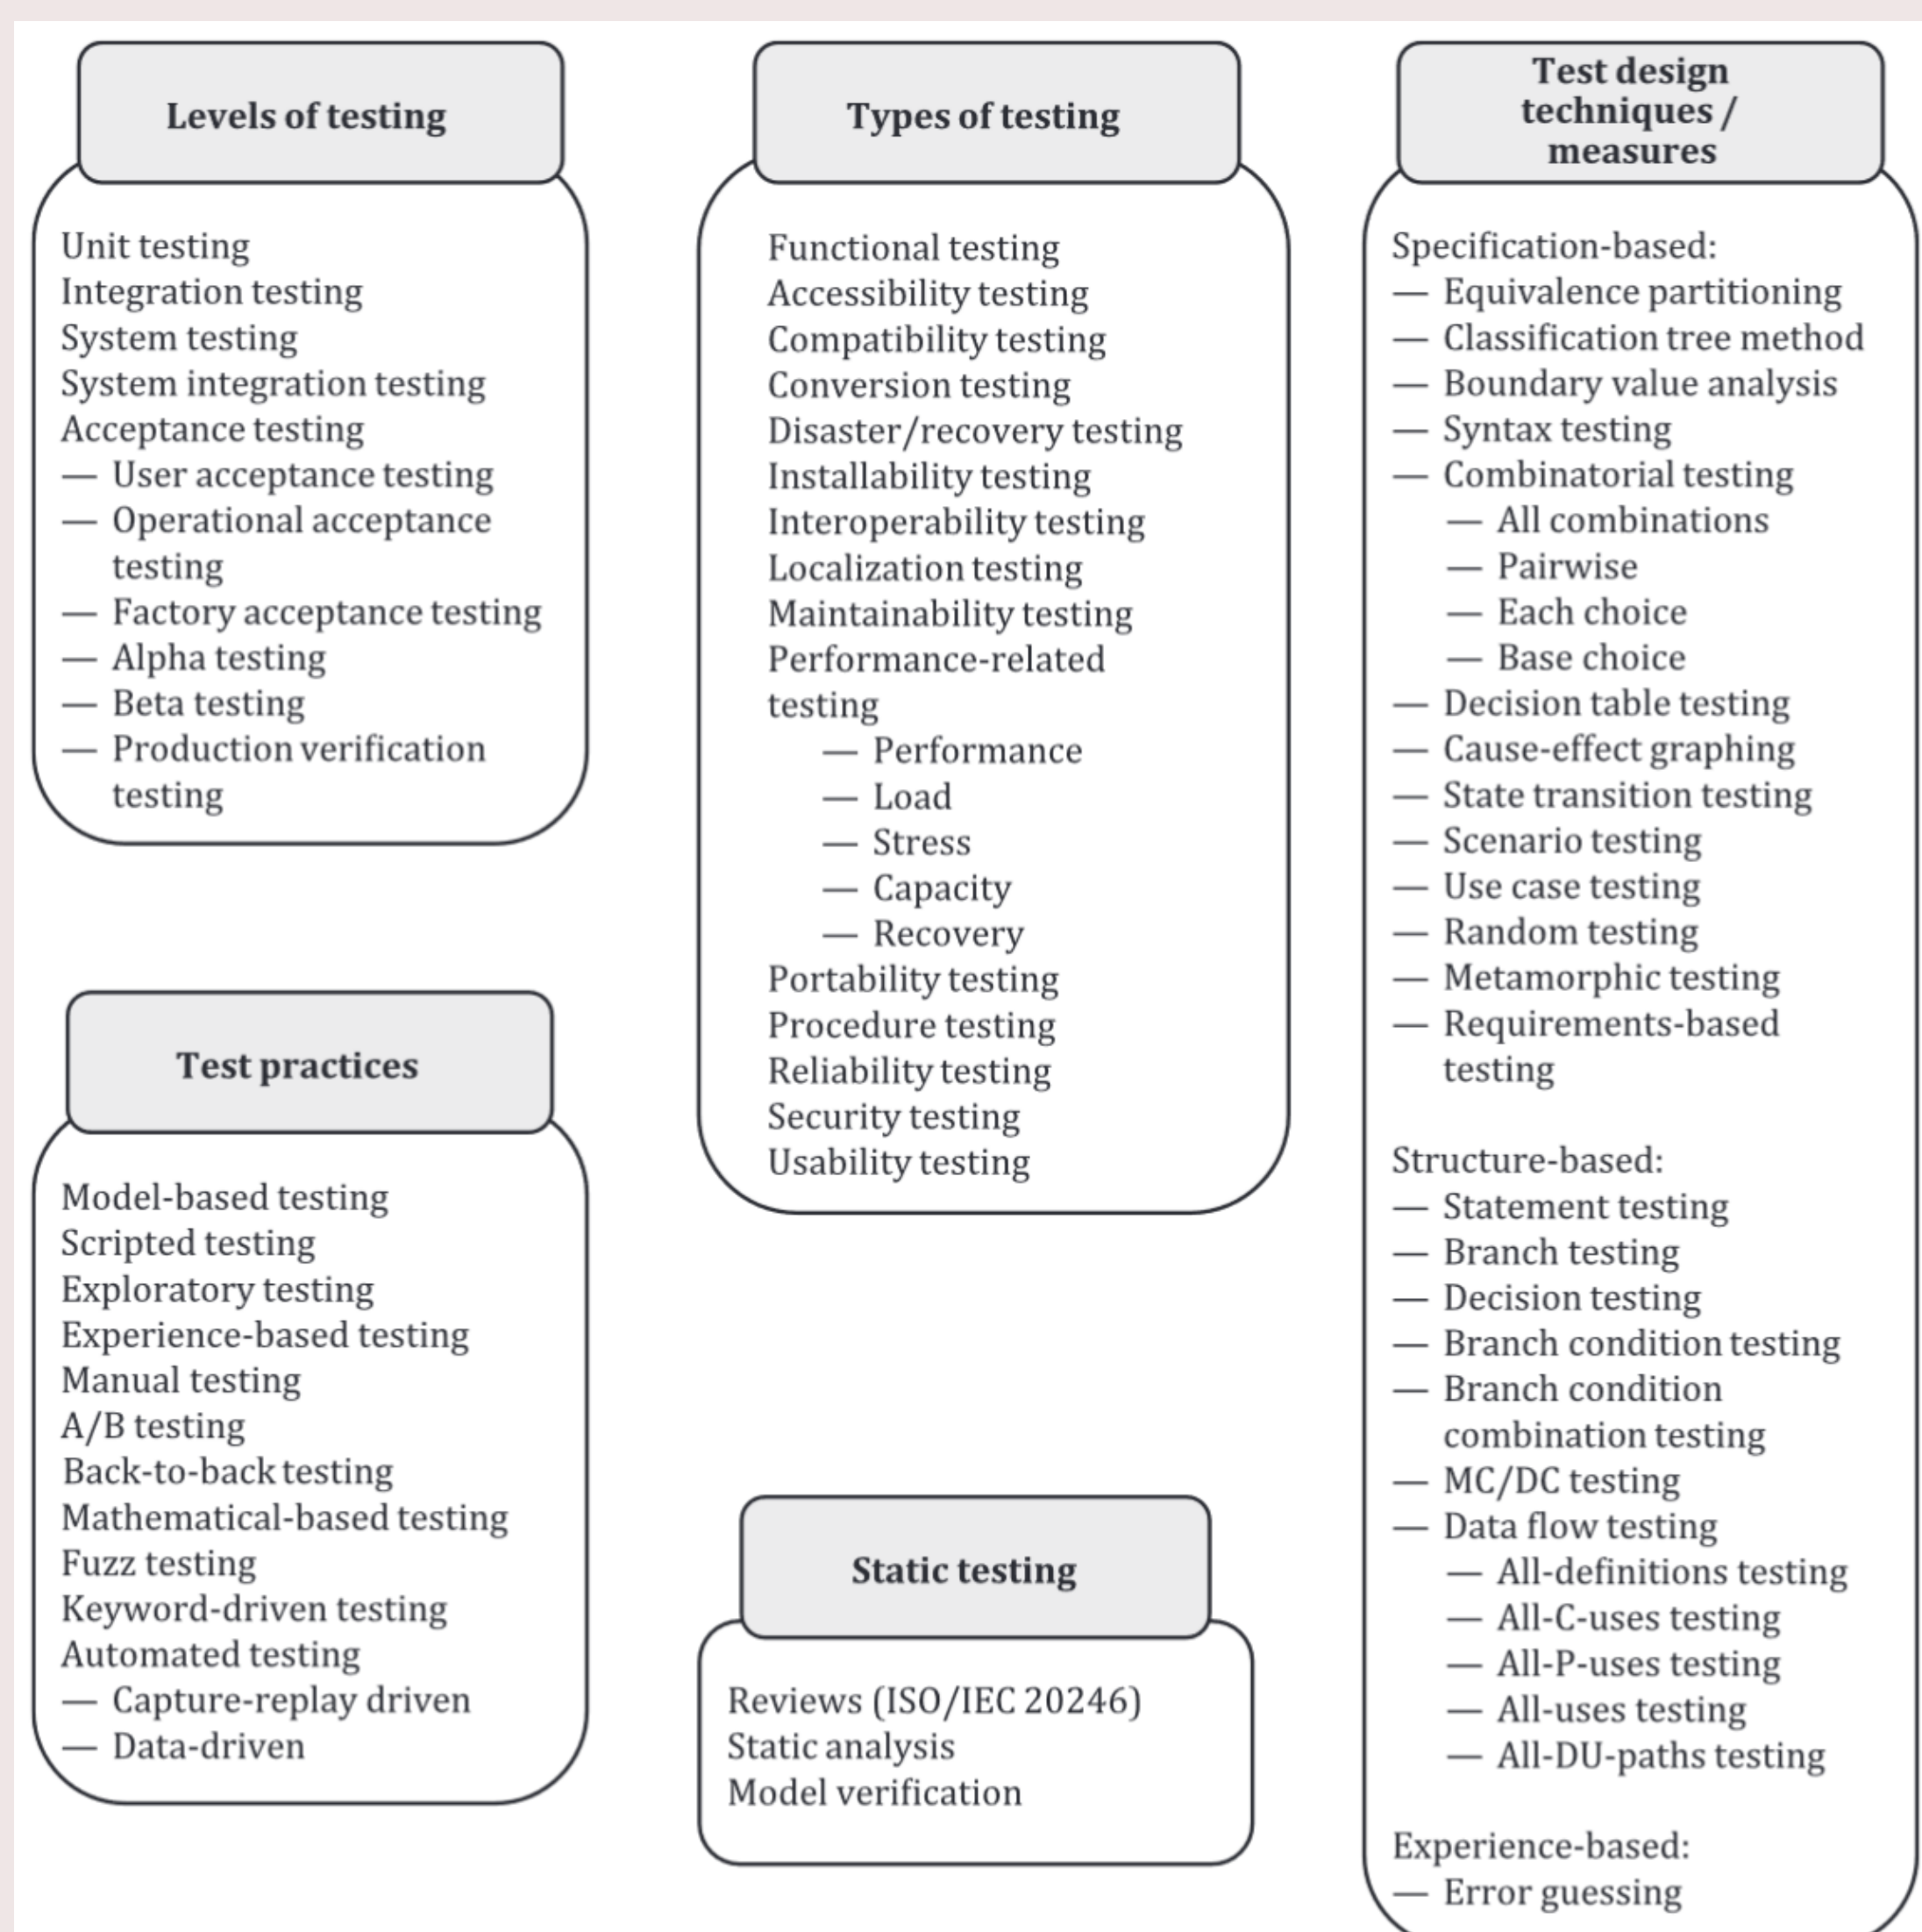 Levels of testing
Unit testing
Integration testing
System testing
System integration testing
Acceptance testing
— User acceptance testing
— Operational acceptance
testing
— Factory acceptance testing
— Alpha testing
— Beta testing
— Production verification
testing
Test practices
Model-based testing
Scripted testing
Exploratory testing
Experience-based testing
Manual testing
A/B testing
Back-to-back testing
Mathematical-based testing
Fuzz testing
Keyword-driven testing
Automated testing
— Capture-replay driven
— Data-driven
Types of testing
Functional testing
Accessibility testing
Compatibility testing
Conversion testing
Disaster/recovery testing
Installability testing
Interoperability testing
Localization testing
Maintainability testing
Performance-related
testing
— Performance
— Load
— Stress
— Capacity
— Recovery
Portability testing
Procedure testing
Reliability testing
Security testing
Usability testing
Static testing
Reviews (ISO/IEC 20246)
Static analysis
Model verification
Test design
techniques /
measures
Specification-based:
— Equivalence partitioning
— Classification tree method
— Boundary value analysis
— Syntax testing
— Combinatorial testing
— All combinations
— Pairwise
— Each choice
— Base choice
— Decision table testing
— Cause-effect graphing
— State transition testing
— Scenario testing
— Use case testing
— Random testing
— Metamorphic testing
— Requirements-based
testing
Structure-based:
— Statement testing
— Branch testing
— Decision testing
— Branch condition testing
— Branch condition
combination testing
— MC/DC testing
— Data flow testing
— All-definitions testing
— All-C-uses testing
— All-P-uses testing
— All-uses testing
— All-DU-paths testing
Experience-based:
— Error guessing